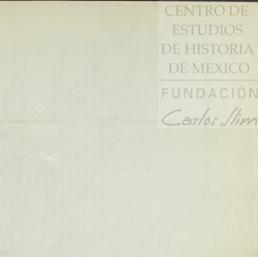 CENTRO DE
ESTUDIOS
DE HISTORIA
DE MEXICO
FUNDACIÓN
Carlos Slim